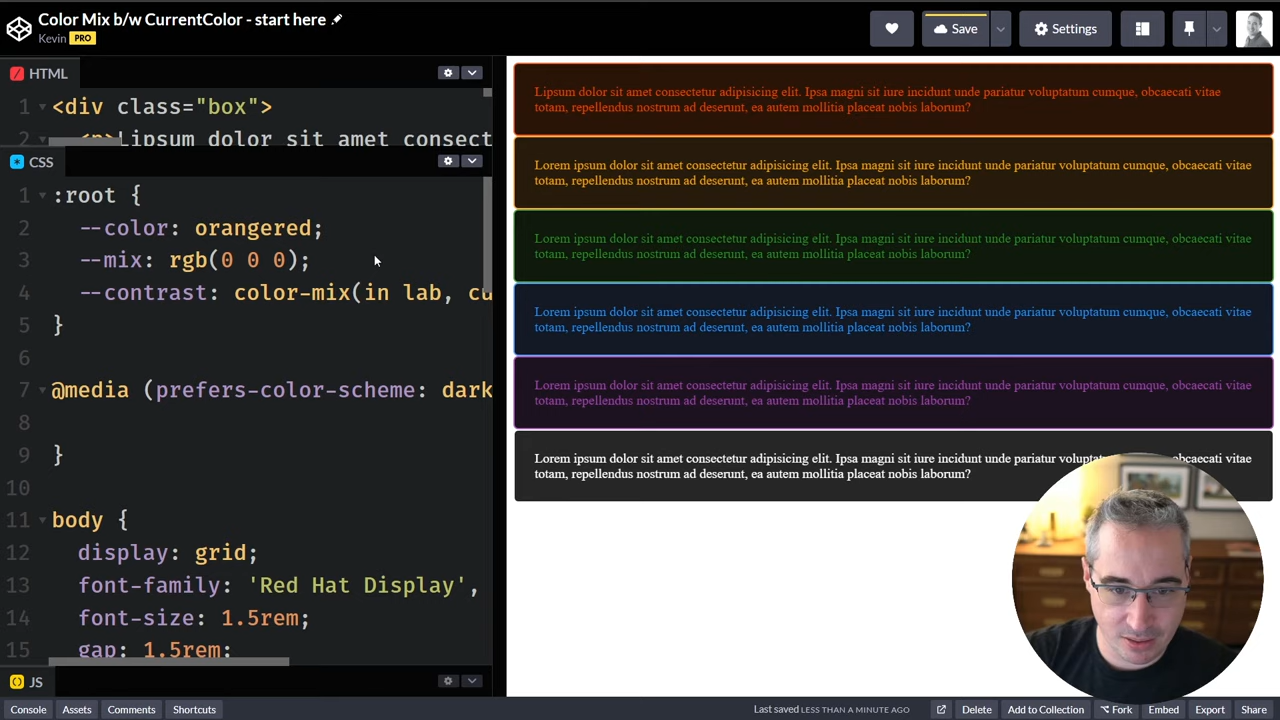 Color Mix b/w CurrentColor - start here
Kevin PRO
Save
Settings
HTML
1 <div class="box">
2 <p>Lipsum dolor sit amet consect
CSS
1 :root {
2 --color: orangered;
3 --mix: rgb(0 0 0);
4 --contrast: color-mix(in lab, cu
5 }
6
7 @media (prefers-color-scheme: dark
8
9 }
10
11 body {
12 display: grid;
13 font-family: 'Red Hat Display',
14 font-size: 1.5rem;
15 gap: 1.5rem;
JS
Lipsum dolor sit amet consectetur adipisicing elit. Ipsa magni sit iure incidunt unde pariatur voluptatum cumque, obcaecati vitae
totam, repellendus nostrum ad deserunt, ea autem mollitia placeat nobis laborum?
Lorem ipsum dolor sit amet consectetur adipisicing elit. Ipsa magni sit iure incidunt unde pariatur voluptatum cumque, obcaecati vitae
totam, repellendus nostrum ad deserunt, ea autem mollitia placeat nobis laborum?
Lorem ipsum dolor sit amet consectetur adipisicing elit. Ipsa magni sit iure incidunt unde pariatur voluptatum cumque, obcaecati vitae
totam, repellendus nostrum ad deserunt, ea autem mollitia placeat nobis laborum?
Lorem ipsum dolor sit amet consectetur adipisicing elit. Ipsa magni sit iure incidunt unde pariatur voluptatum cumque, obcaecati vitae
totam, repellendus nostrum ad deserunt, ea autem mollitia placeat nobis laborum?
Lorem ipsum dolor sit amet consectetur adipisicing elit. Ipsa magni sit iure incidunt unde pariatur voluptatum cumque, obcaecati vitae
totam, repellendus nostrum ad deserunt, ea autem mollitia placeat nobis laborum?
Lorem ipsum dolor sit amet consectetur adipisicing elit. Ipsa magni sit iure incidunt unde pariatur obcaecati vitae
totam, repellendus nostrum ad deserunt, ea autem mollitia placeat nobis laborum?
Console Assets Comments Shortcuts
Last saved LESS THAN A MINUTE AGO
Delete Add to Collection Fork Embed Export Share